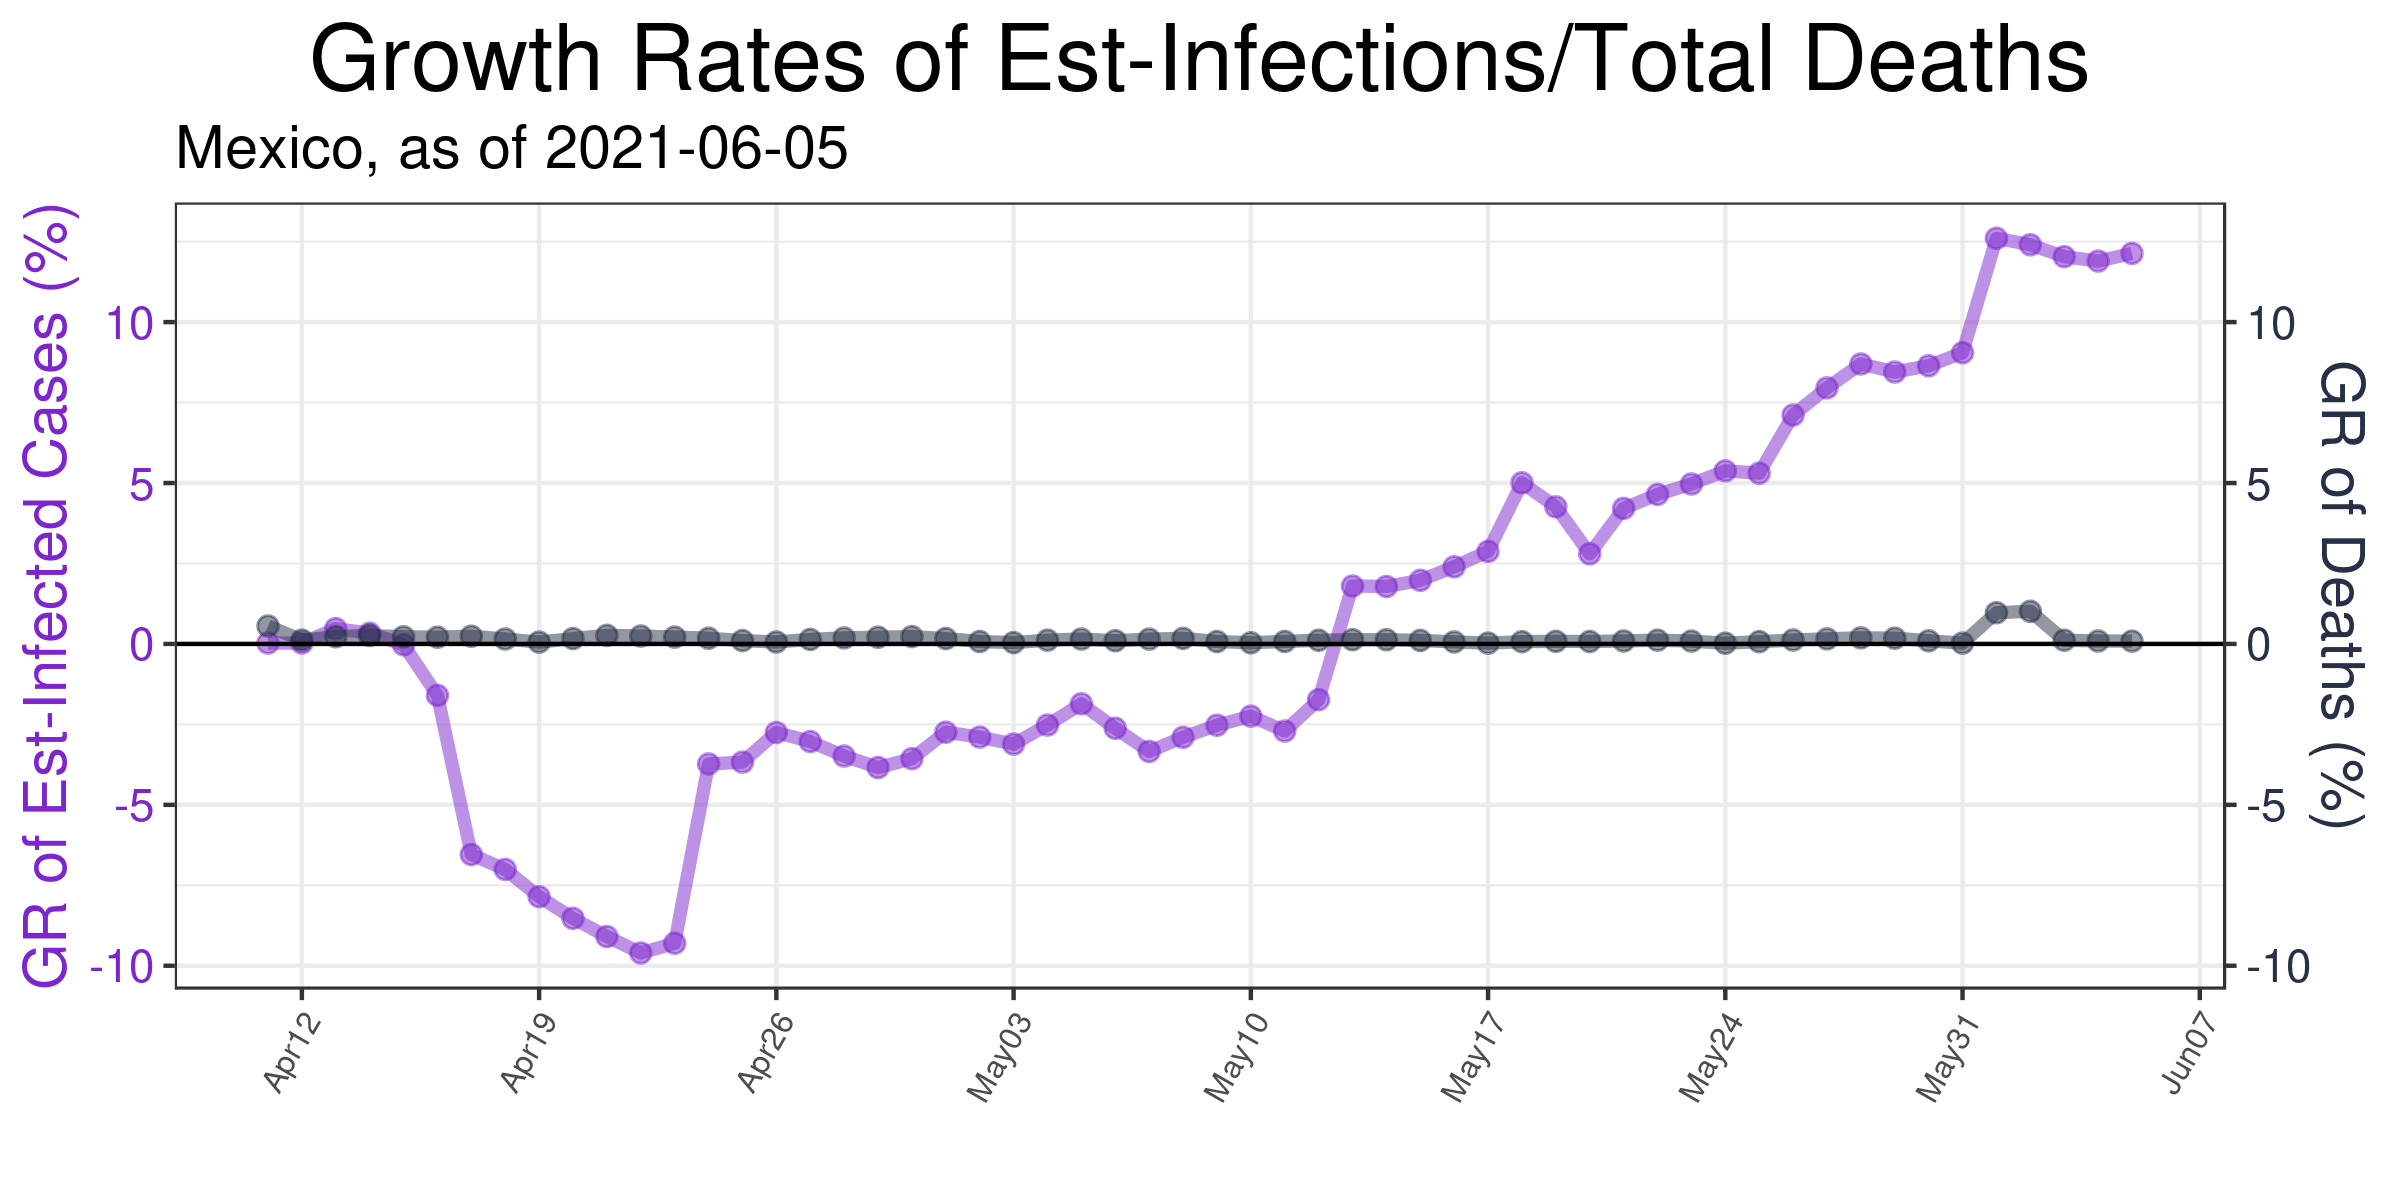 Growth Rates of Est-Infections/Total Deaths
Mexico, as of 2021-06-05
GR of Est-Infected Cases (%)
10
5
0
-5
-10
10
5
0
-5
-10
GR of Deaths (%)
Apr12
Apr19
Apr26
May03
May10
May17
May24
May31
Jun07